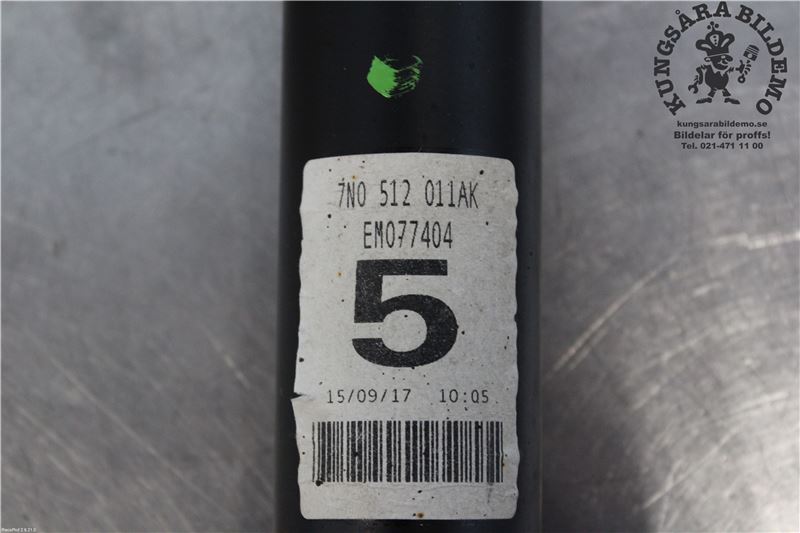 KUNGSÅRA BILDEMO
kungsarabildemo.se
Bildelar för proffs!
Tel. 021-471 11 00
7N0 512 011AK
EM077404
5
15/09/17 10:05